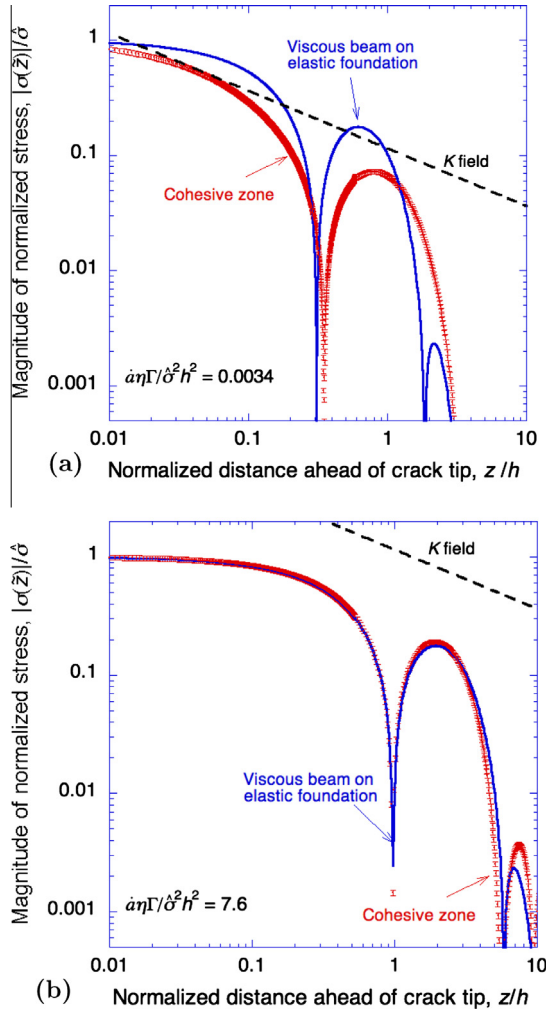 Magnitude of normalized stress, |σ(z̃)|/σ̂
1
0.1
0.01
0.001
Viscous beam on
elastic foundation
K field
Cohesive zone
ȧηΓ/σ̂²h² = 0.0034
0.01
0.1
1
10
(a)
Normalized distance ahead of crack tip, z/h
Magnitude of normalized stress, |σ(z̃)|/σ̂
1
0.1
0.01
0.001
K field
Viscous beam on
elastic foundation
Cohesive zone
ȧηΓ/σ̂²h² = 7.6
0.01
0.1
1
10
(b)
Normalized distance ahead of crack tip, z/h